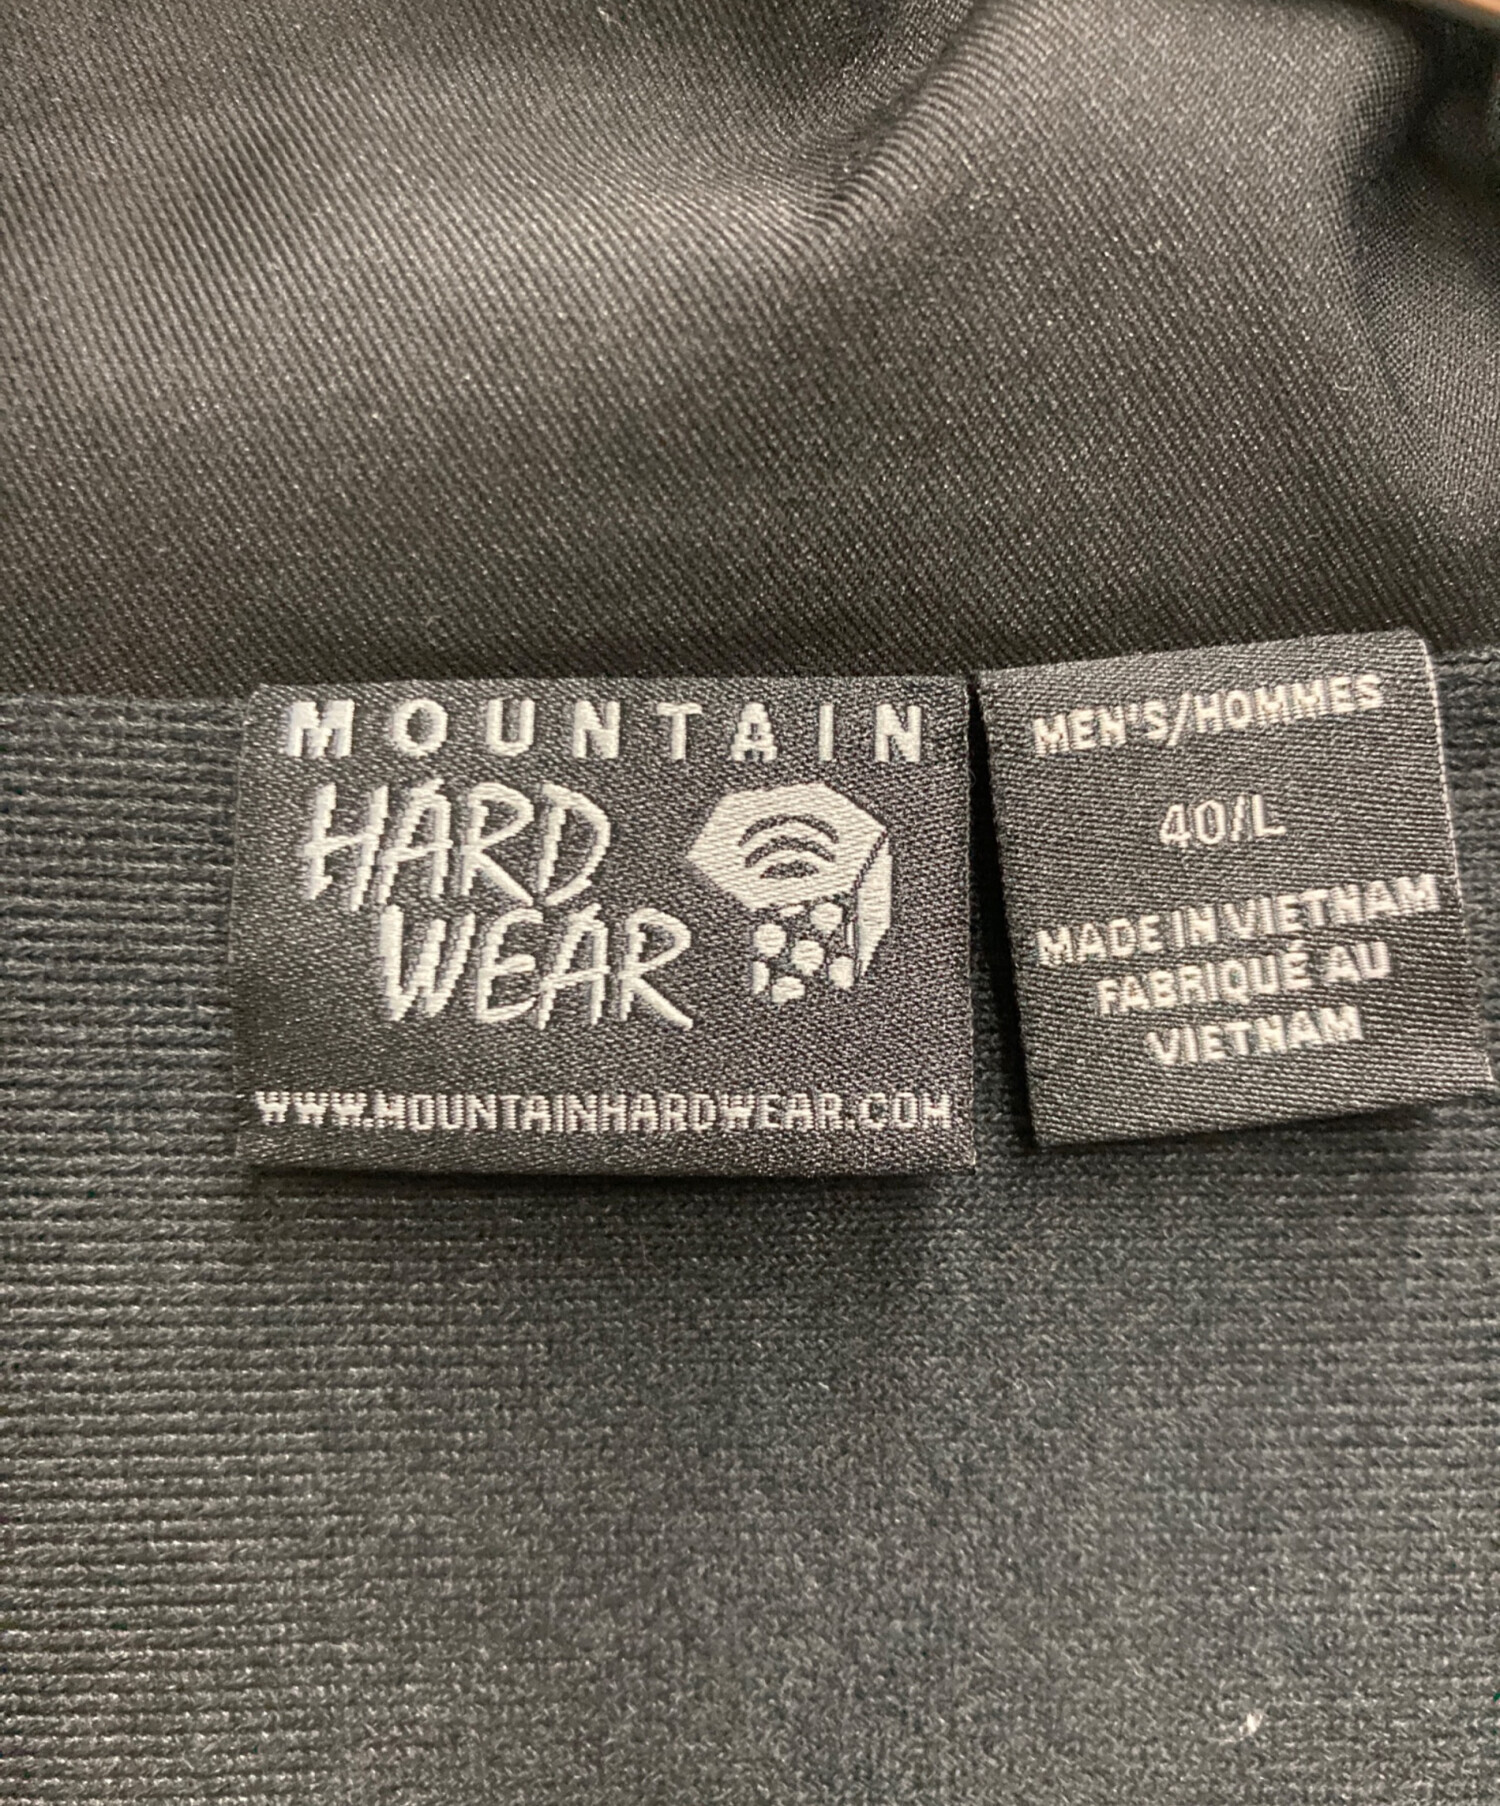 MOUNTAIN
HARD
WEAR
WWW.MOUNTAINHARDWEAR.COM
MEN'S/HOMMES
40/L
MADE IN VIETNAM
FABRIQUÉ AU
VIETNAM